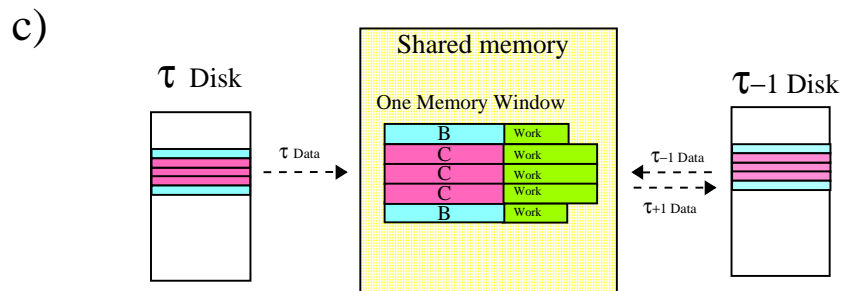 c)
τ Disk
Shared memory
τ–1 Disk
One Memory Window
B Work
C Work
C Work
C Work
B Work
τ Data
τ–1 Data
τ+1 Data